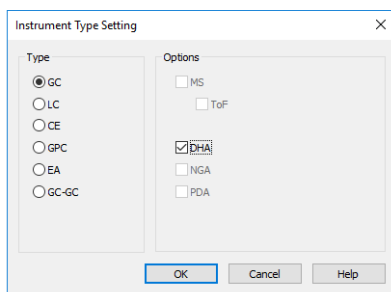 Instrument Type Setting
Type
GC
LC
CE
GPC
EA
GC-GC
Options
MS
ToF
DHA
NGA
PDA
OK
Cancel
Help